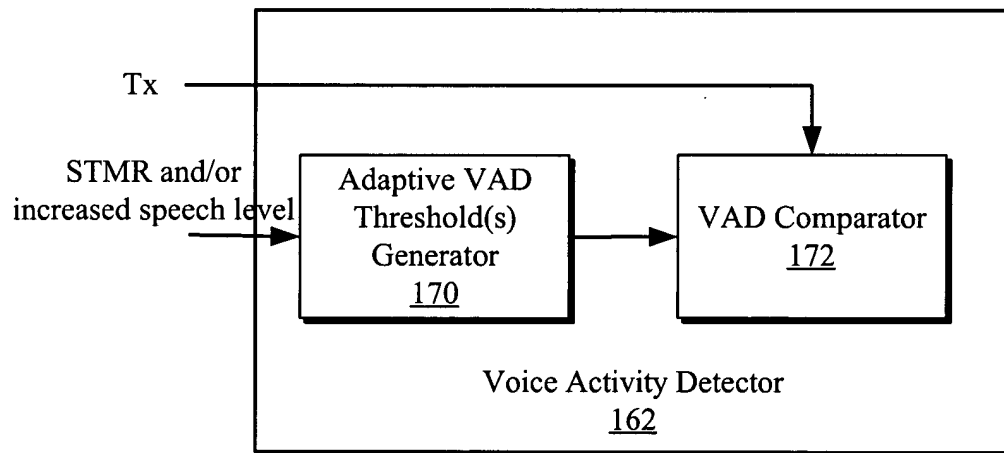 Tx
STMR and/or
increased speech level
Adaptive VAD
Threshold(s)
Generator
170
VAD Comparator
172
Voice Activity Detector
162